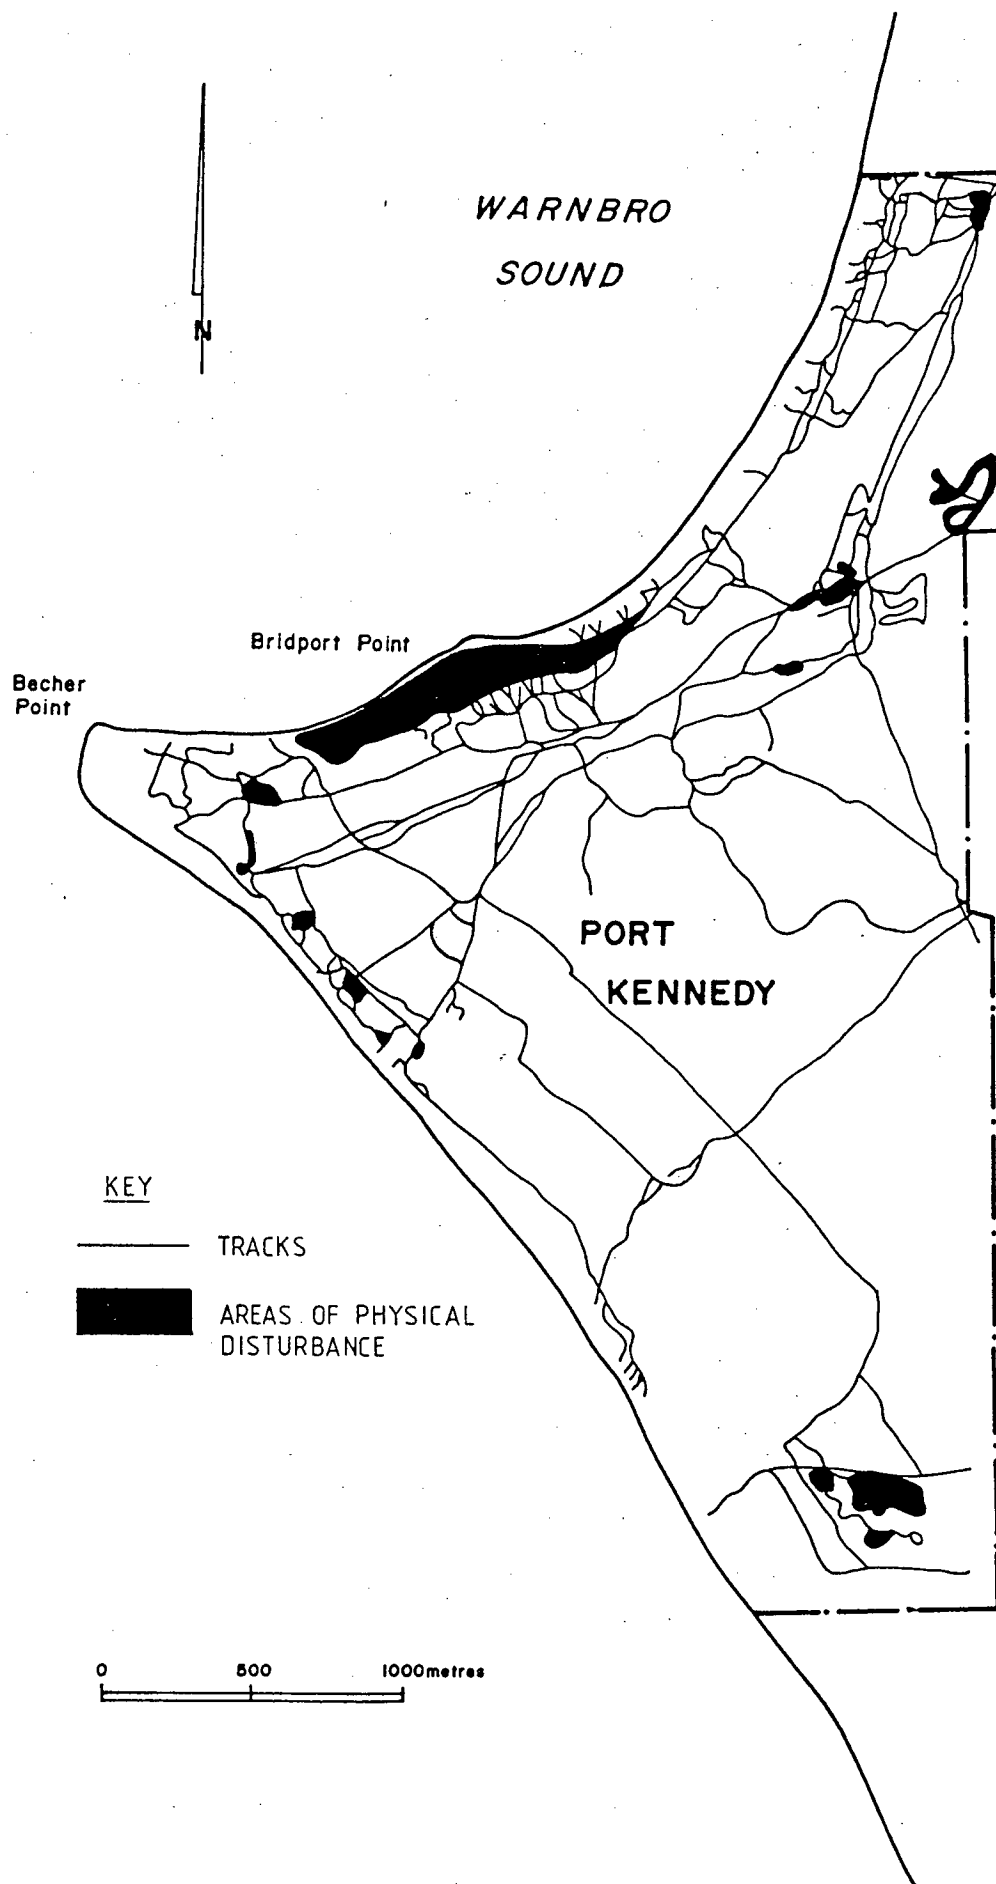 WARNBRO
SOUND
N
Bridport Point
Becher
Point
PORT
KENNEDY
KEY
TRACKS
AREAS OF PHYSICAL
DISTURBANCE
0 500 1000metres